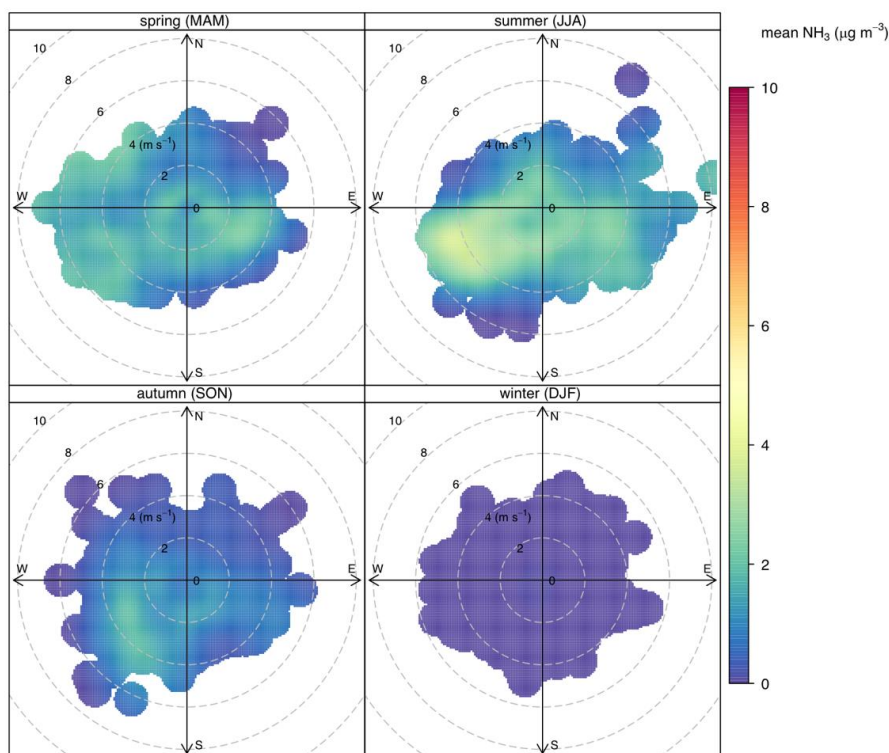 spring (MAM)
summer (JJA)
mean NH₃ (μg m⁻³)
10
8
6
4 (m s⁻¹)
2
0
N
W
E
S
10
8
6
4 (m s⁻¹)
2
0
N
W
E
S
10
8
6
4
2
0
autumn (SON)
winter (DJF)
10
8
6
4 (m s⁻¹)
2
0
N
W
E
S
10
8
6
4 (m s⁻¹)
2
0
N
W
E
S